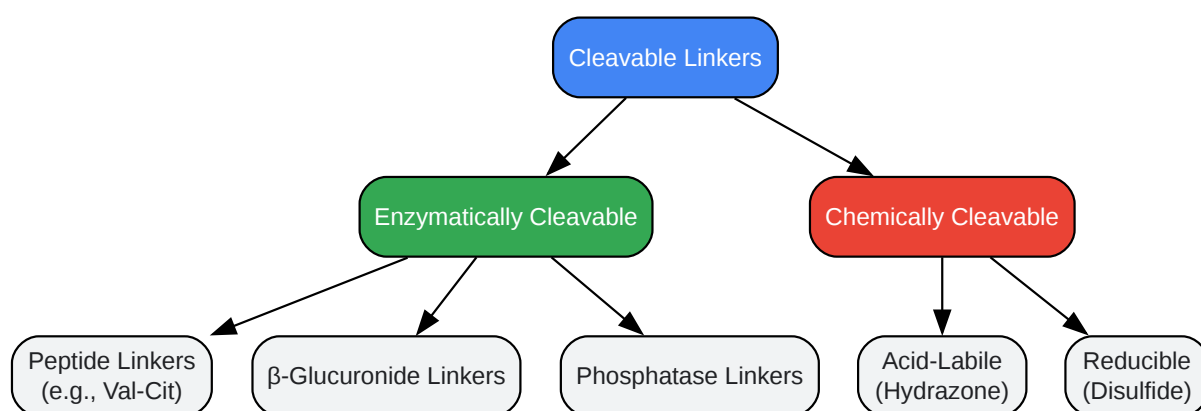 Cleavable Linkers
Enzymatically Cleavable
Chemically Cleavable
Peptide Linkers
(e.g., Val-Cit)
β-Glucuronide Linkers
Phosphatase Linkers
Acid-Labile
(Hydrazone)
Reducible
(Disulfide)